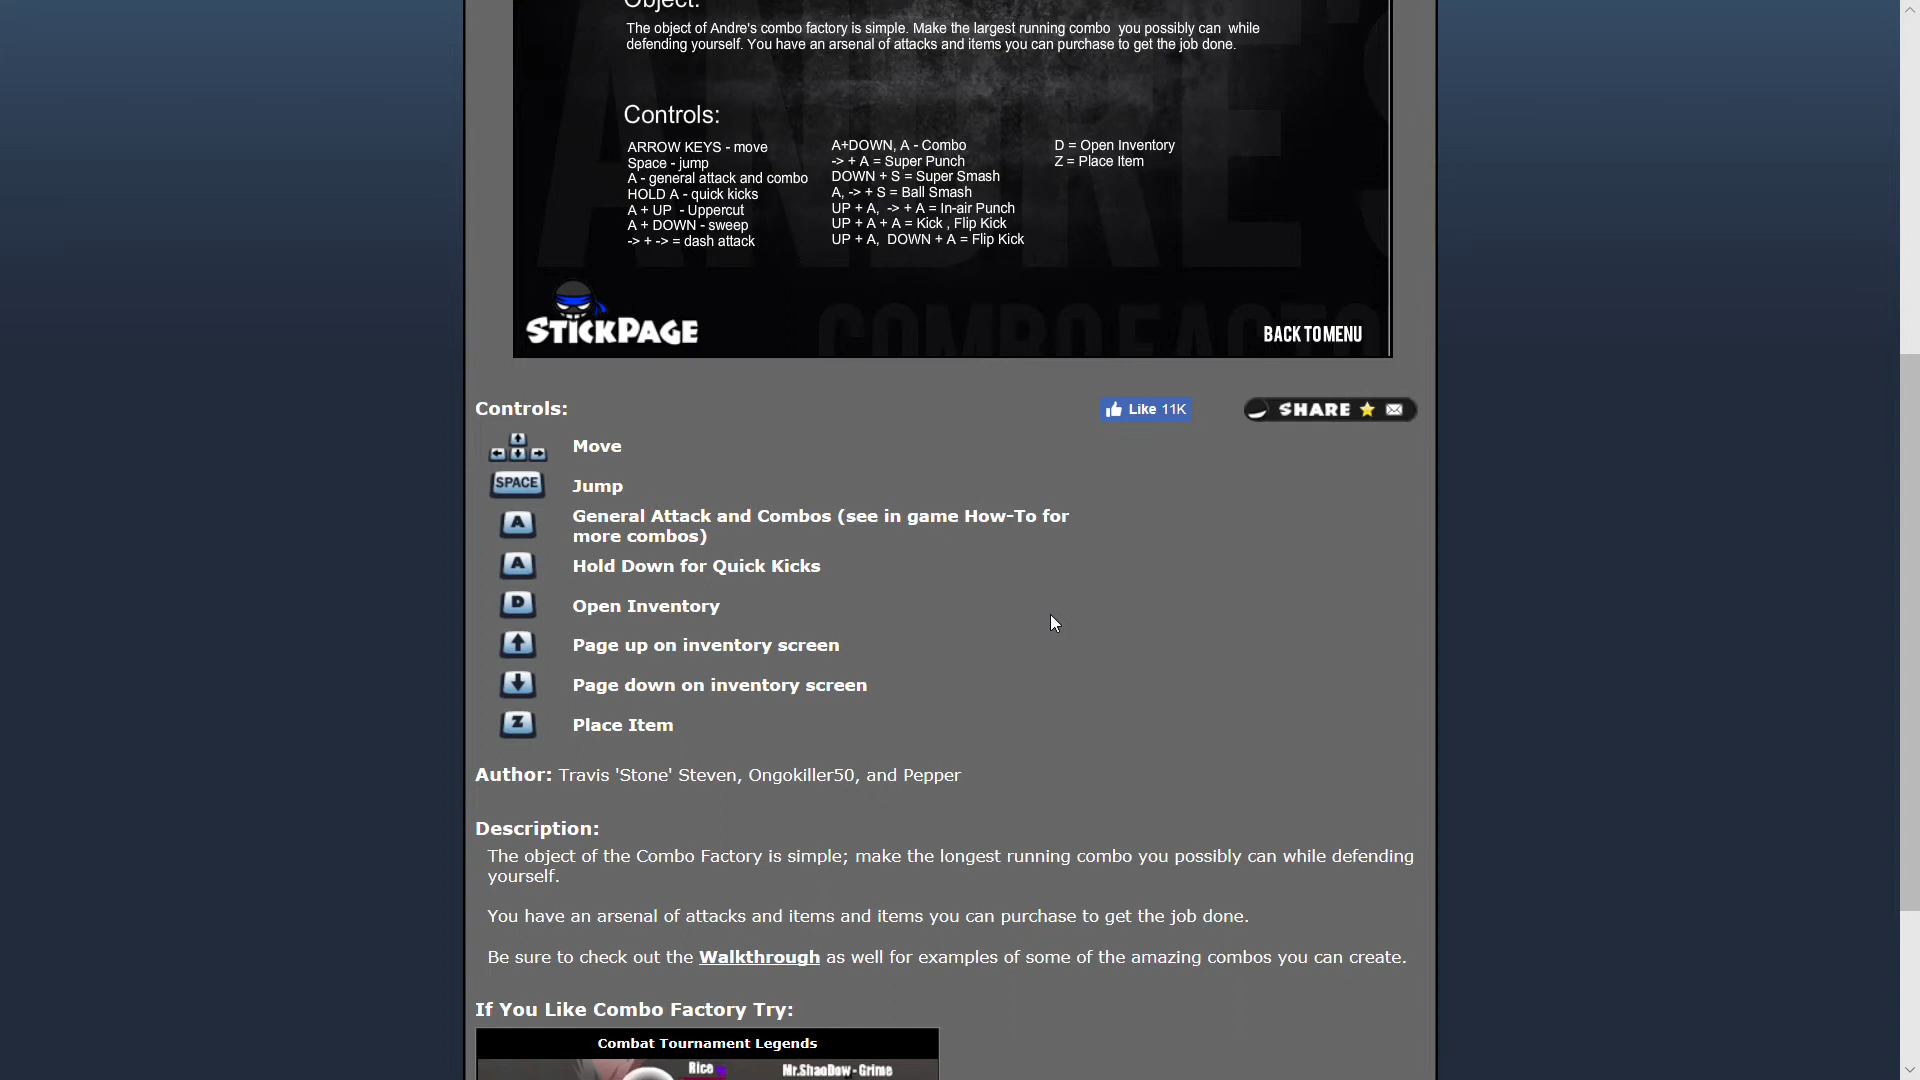 Object:
The object of Andre's combo factory is simple. Make the largest running combo you possibly can while
defending yourself. You have an arsenal of attacks and items you can purchase to get the job done.
Controls:
ARROW KEYS - move
Space - jump
A - general attack and combo
HOLD A - quick kicks
A + UP - Uppercut
A + DOWN - sweep
-> + -> = dash attack
A+DOWN, A - Combo
-> + A = Super Punch
DOWN + S = Super Smash
A, -> + S = Ball Smash
UP + A, -> + A = In-air Punch
UP + A + A = Kick , Flip Kick
UP + A, DOWN + A = Flip Kick
D = Open Inventory
Z = Place Item
ANDRES
COMBO FACTO
STICKPAGE
BACK TO MENU
Controls:
Like 11K
SHARE
Move
SPACE Jump
A General Attack and Combos (see in game How-To for
more combos)
A Hold Down for Quick Kicks
D Open Inventory
Page up on inventory screen
Page down on inventory screen
Z Place Item
Author: Travis 'Stone' Steven, Ongokiller50, and Pepper
Description:
The object of the Combo Factory is simple; make the longest running combo you possibly can while defending
yourself.
You have an arsenal of attacks and items and items you can purchase to get the job done.
Be sure to check out the Walkthrough as well for examples of some of the amazing combos you can create.
If You Like Combo Factory Try:
Combat Tournament Legends
Rice
Mr.ShaoDow - Grime